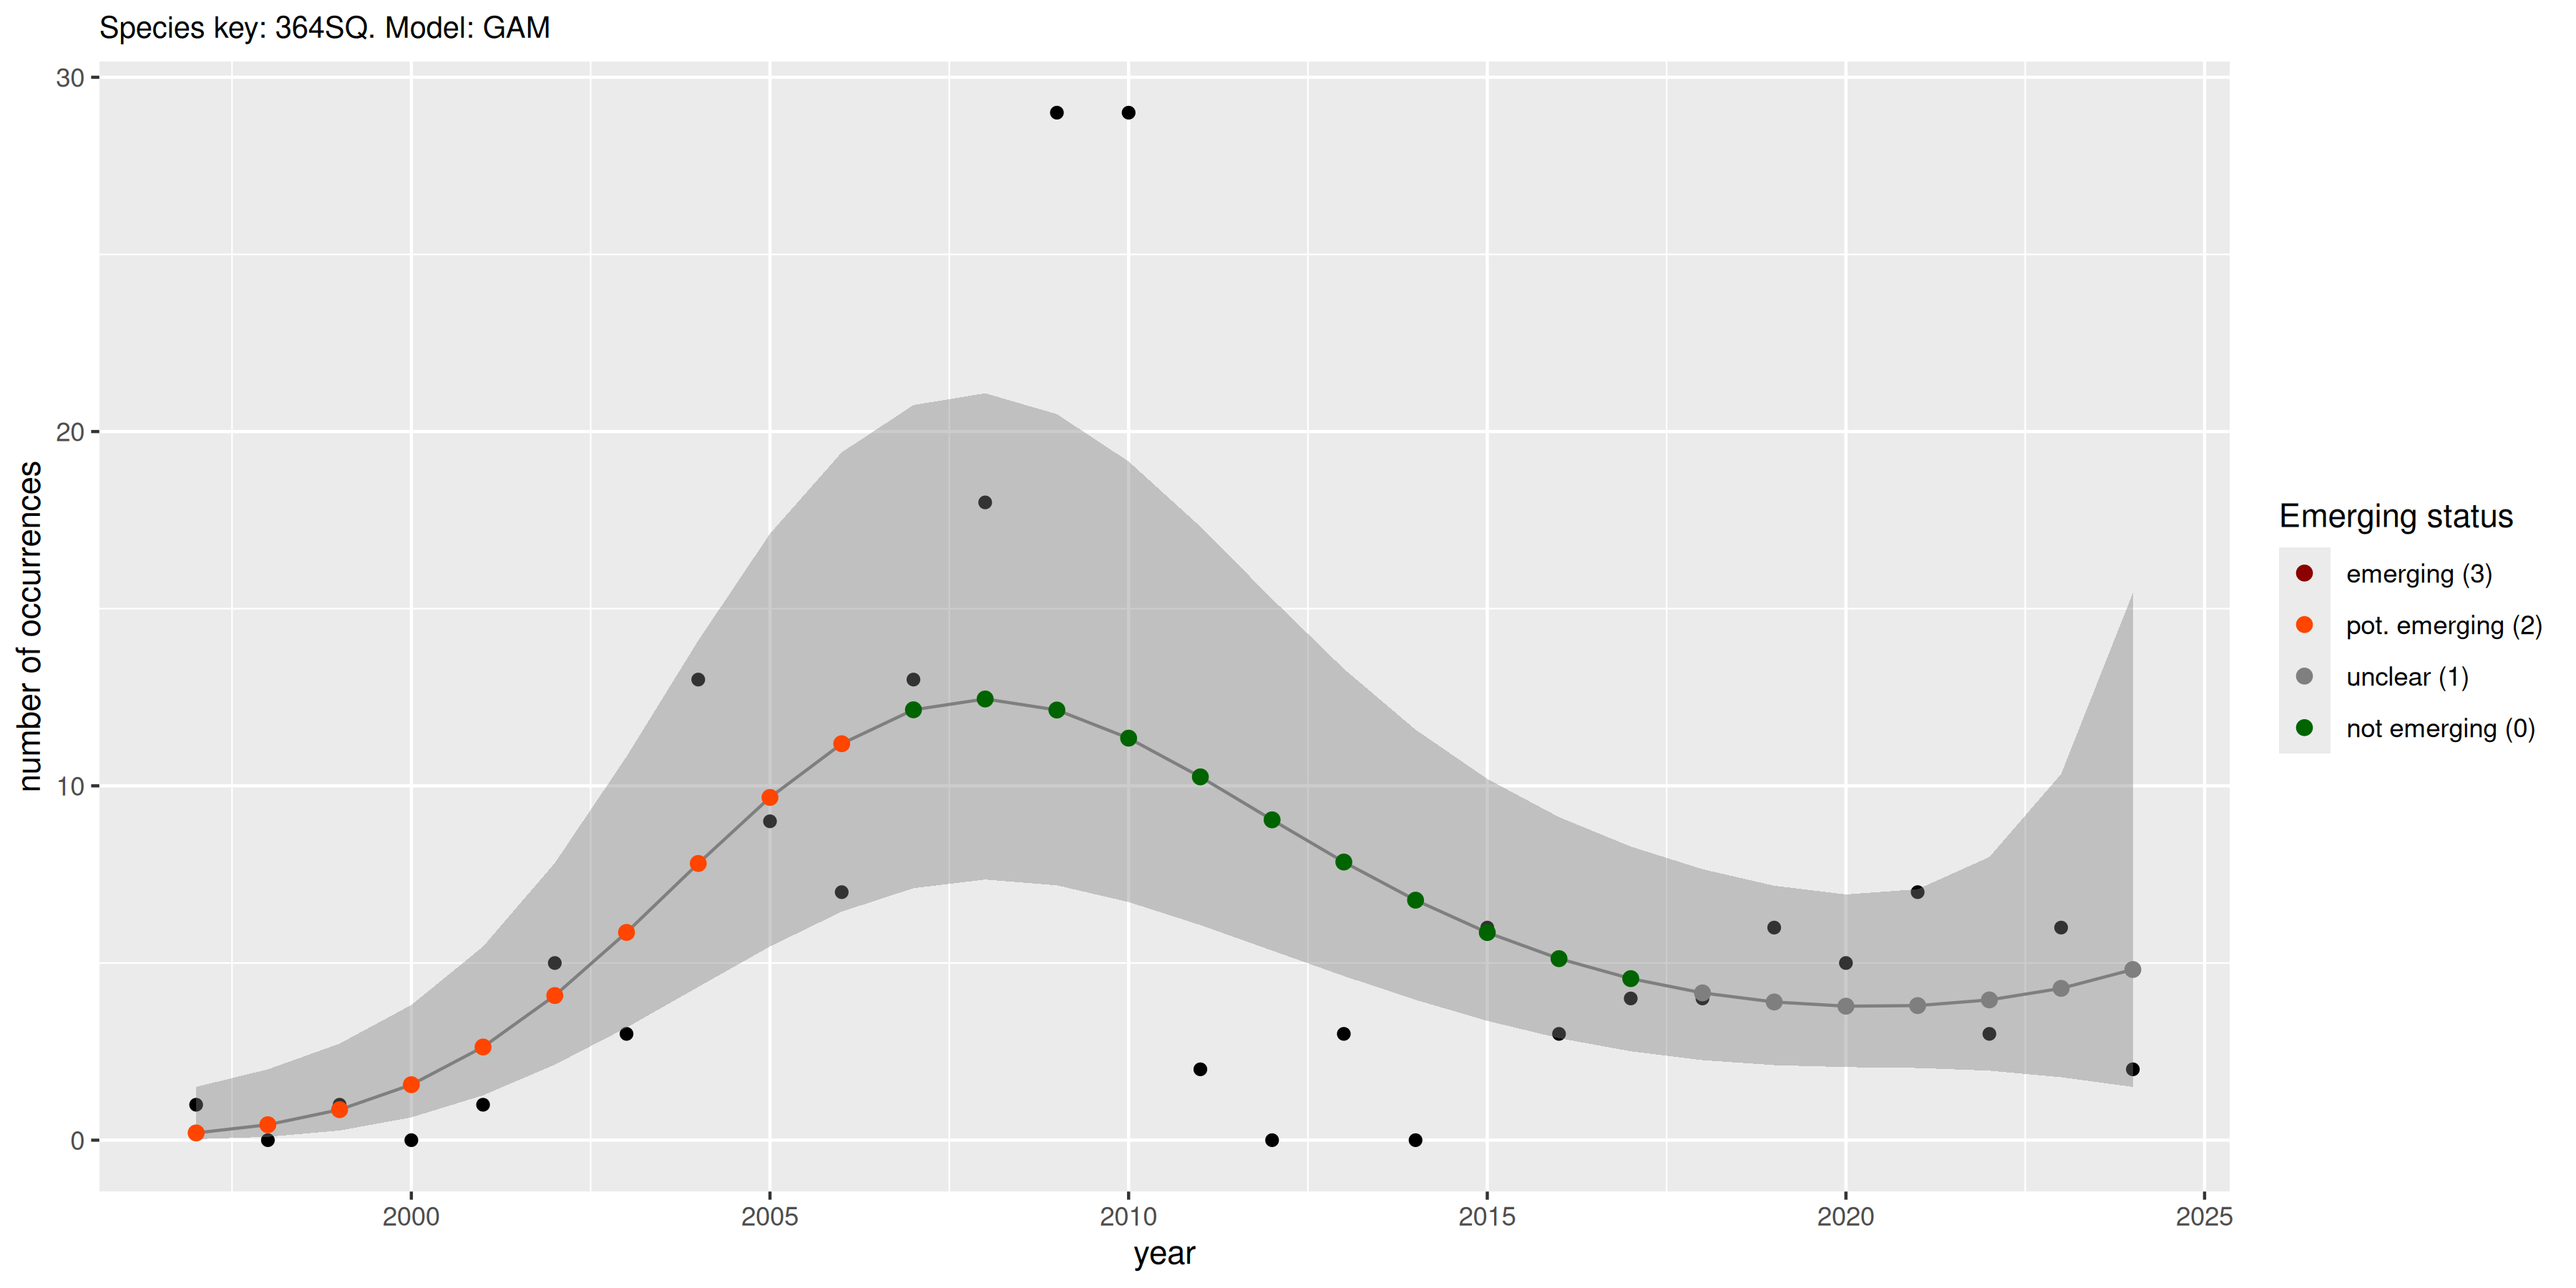 Species key: 364SQ. Model: GAM
30
20
10
0
number of occurrences
2000
2005
2010
2015
2020
2025
year
Emerging status
emerging (3)
pot. emerging (2)
unclear (1)
not emerging (0)